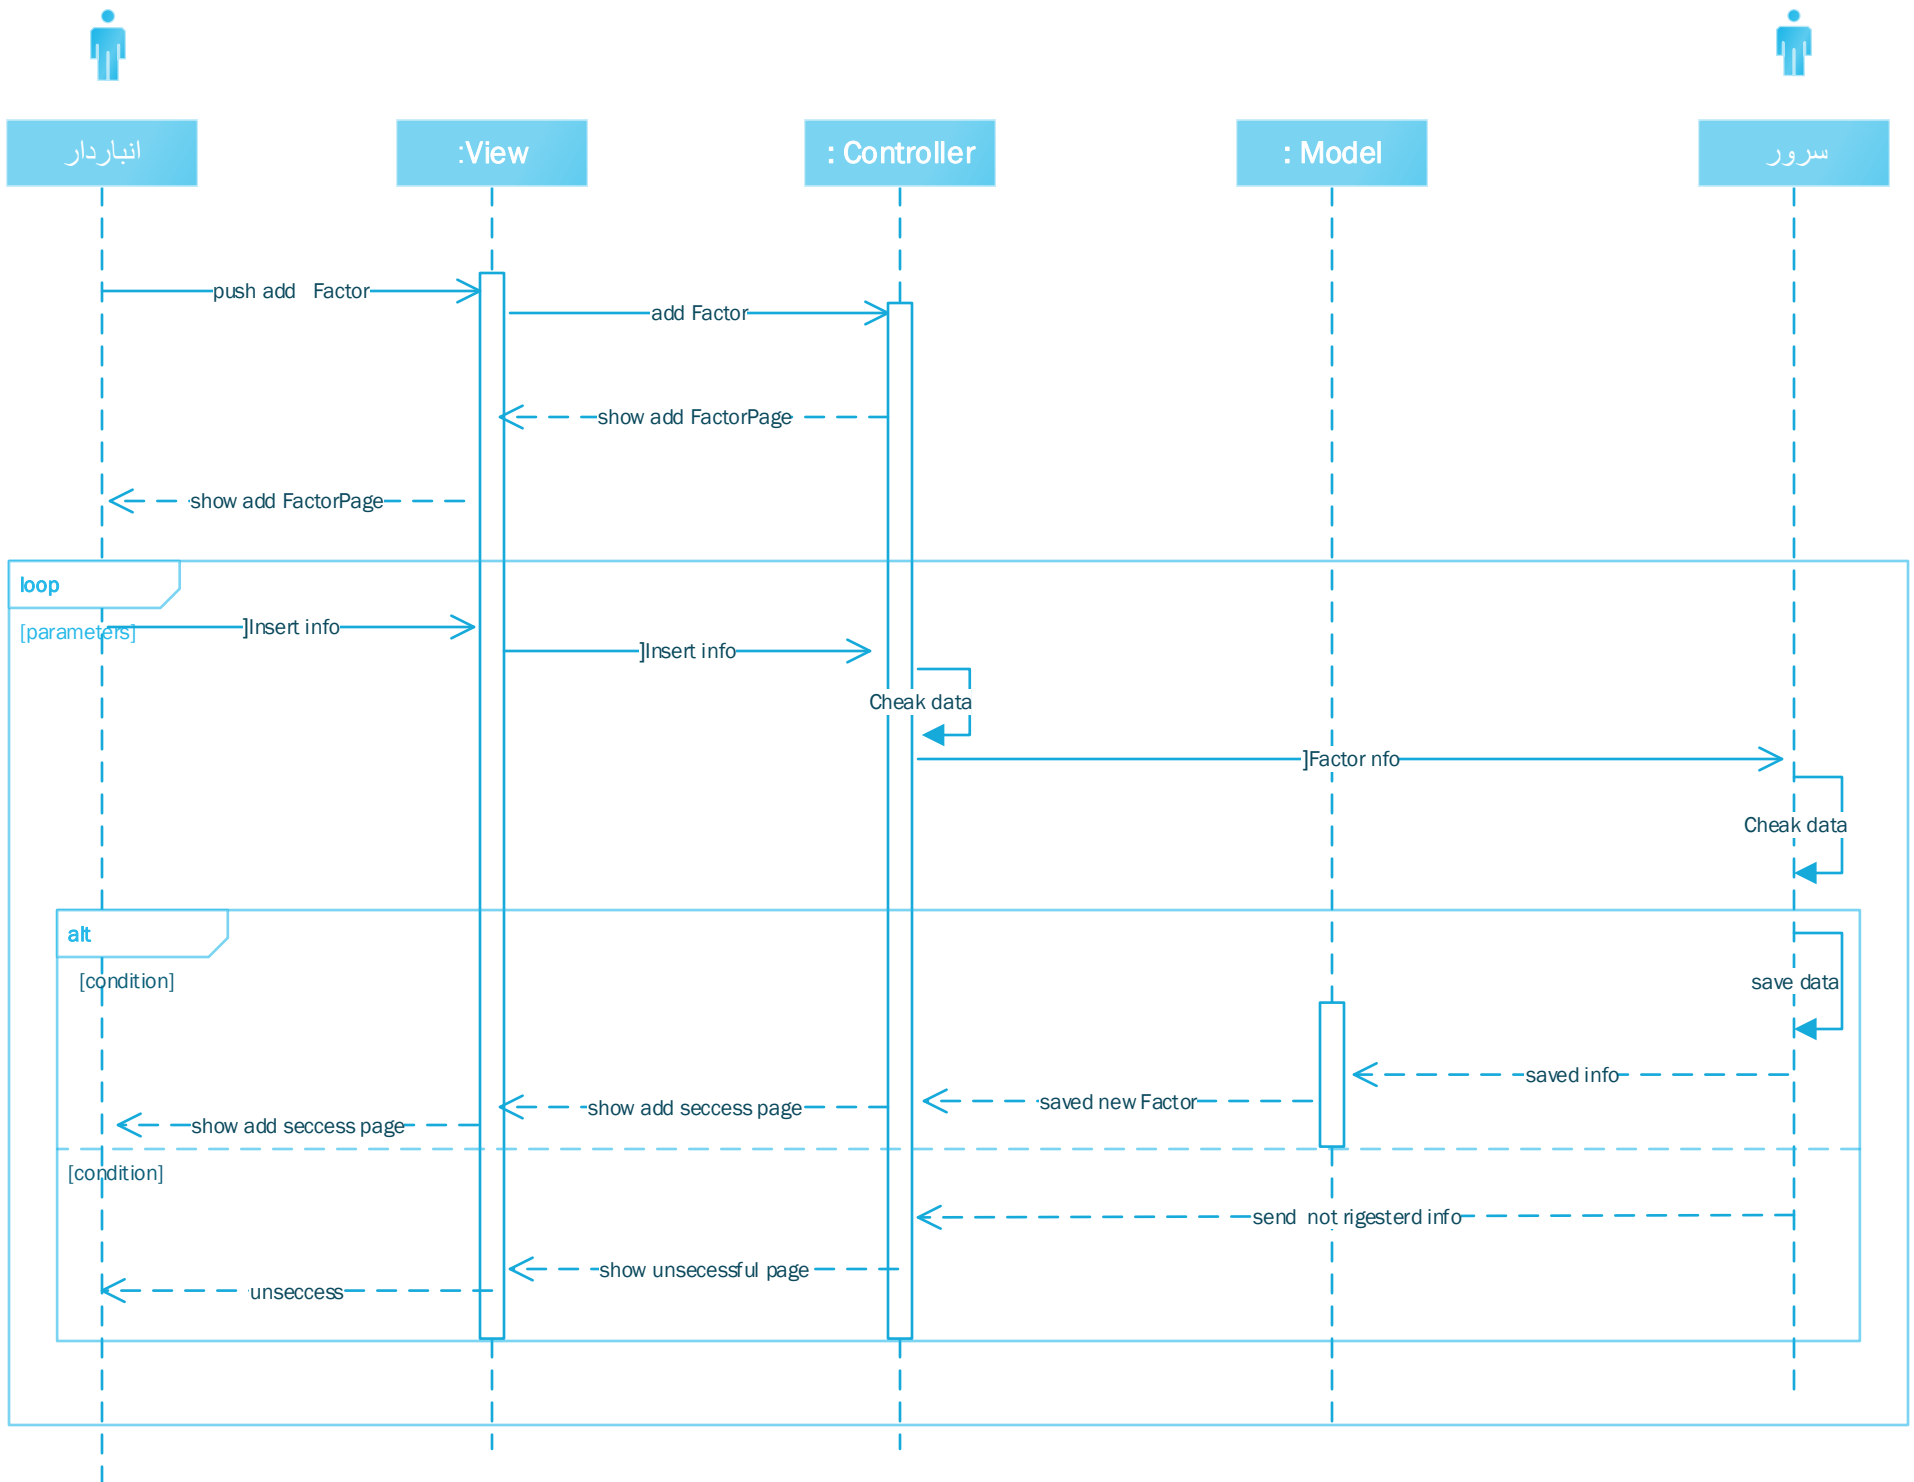 انباردار
:View
: Controller
: Model
سرور
push add   Factor
add Factor
show add FactorPage
show add FactorPage
loop
[parameters]
]Insert info
]Insert info
Cheak data
]Factor nfo
Cheak data
alt
[condition]
save data
saved info
saved new Factor
show add seccess page
show add seccess page
[condition]
send  not rigesterd info
show unsecessful page
unseccess